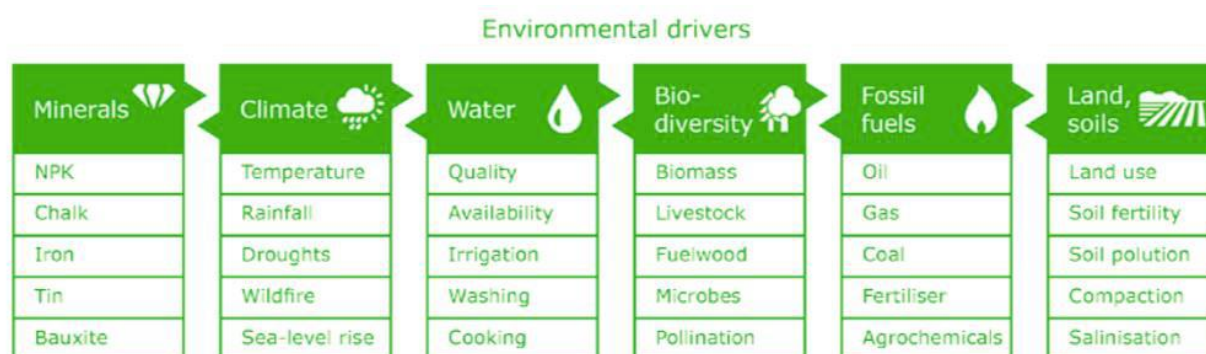 Environmental drivers
Minerals
NPK
Chalk
Iron
Tin
Bauxite
Climate
Temperature
Rainfall
Droughts
Wildfire
Sea-level rise
Water
Quality
Availability
Irrigation
Washing
Cooking
Bio-
diversity
Biomass
Livestock
Fuelwood
Microbes
Pollination
Fossil
fuels
Oil
Gas
Coal
Fertiliser
Agrochemicals
Land,
soils
Land use
Soil fertility
Soil polution
Compaction
Salinisation